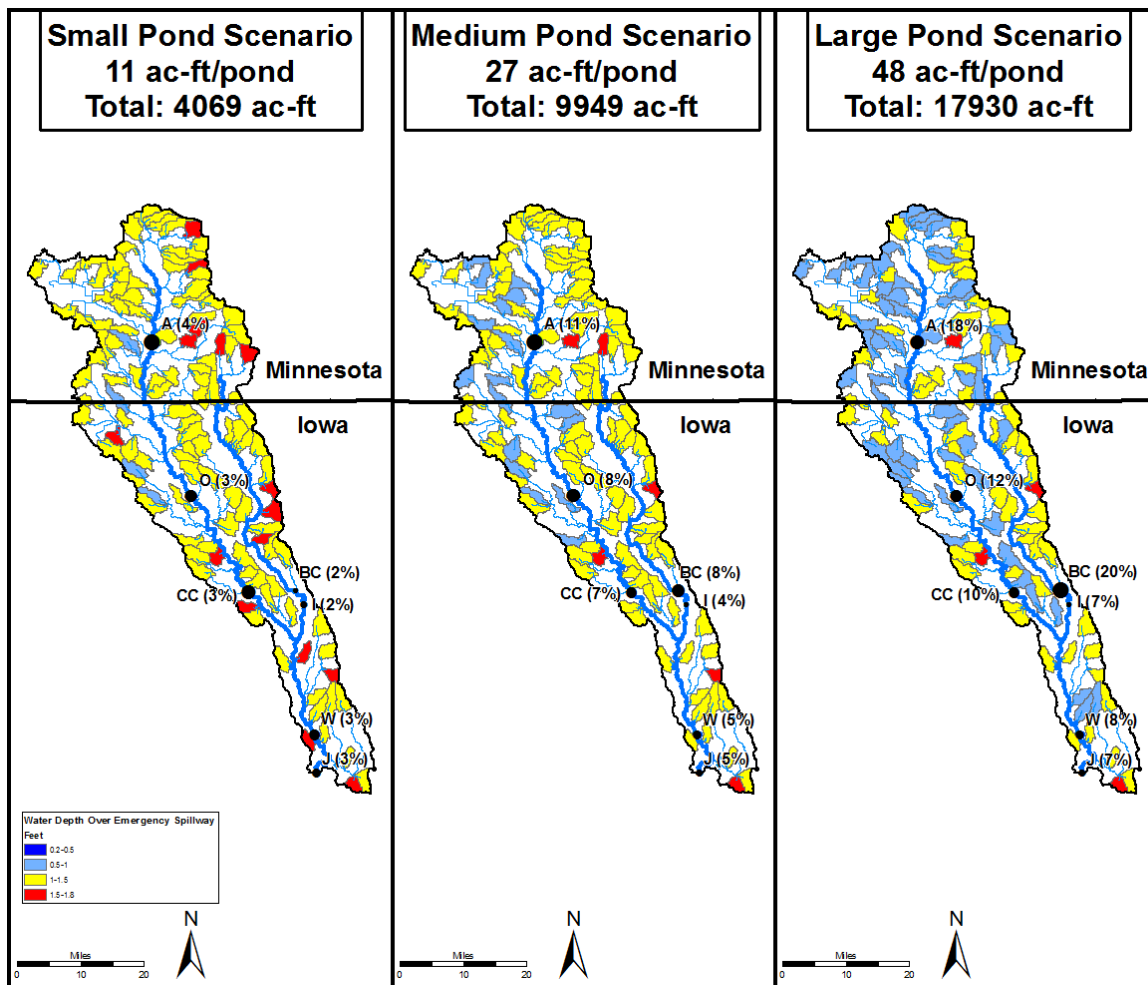 Small Pond Scenario
11 ac-ft/pond
Total: 4069 ac-ft
A (4%)
Minnesota
Iowa
O (3%)
BC (2%)
CC (3%)
I (2%)
W (3%)
J (3%)
Water Depth Over Emergency Spillway
Feet
0.2-0.5
0.5-1
1-1.5
1.5-1.8
N
Miles
0 10 20
Medium Pond Scenario
27 ac-ft/pond
Total: 9949 ac-ft
A (11%)
Minnesota
Iowa
O (8%)
BC (8%)
CC (7%)
I (4%)
W (5%)
J (5%)
N
Miles
0 10 20
Large Pond Scenario
48 ac-ft/pond
Total: 17930 ac-ft
A (18%)
Minnesota
Iowa
O (12%)
BC (20%)
CC (10%)
I (7%)
W (8%)
J (7%)
N
Miles
0 10 20